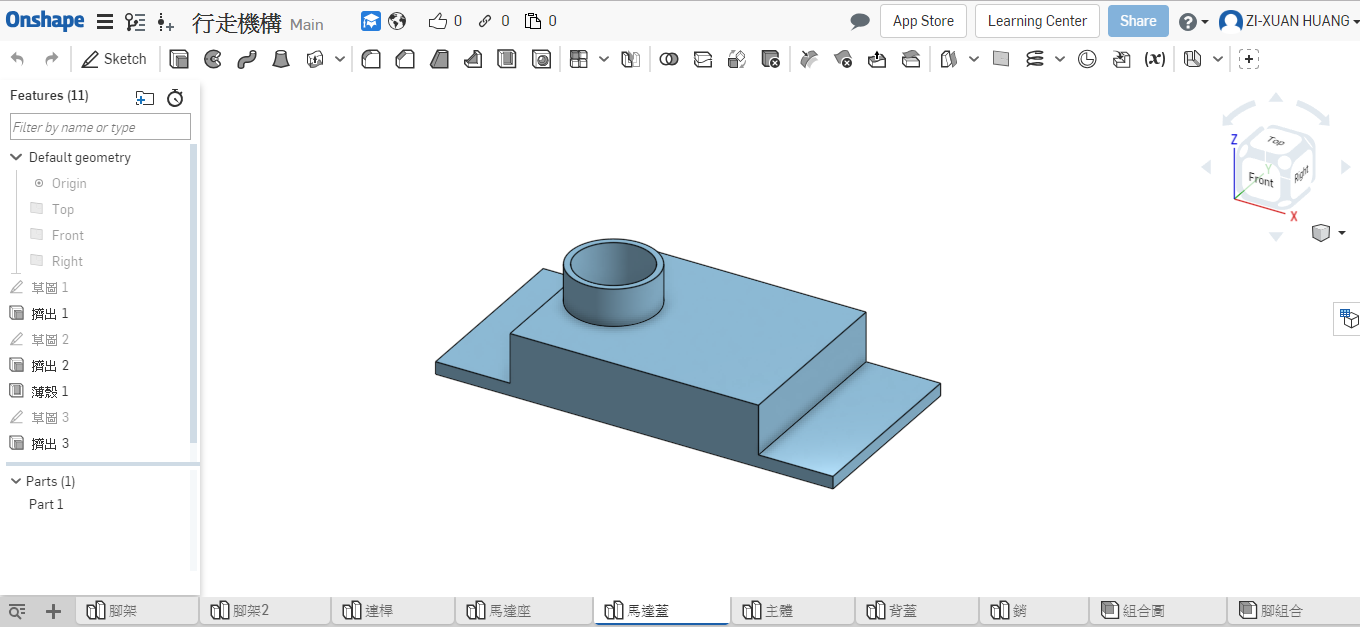 Onshape 行走機構 Main 0 0 0 App Store Learning Center Share ? ZI-XUAN HUANG
Sketch (x)
Features (11)
Filter by name or type
Default geometry
Origin
Top
Front
Right
草圖 1
擠出 1
草圖 2
擠出 2
薄殼 1
草圖 3
擠出 3
Parts (1)
Part 1
Z
Top
Y
Front
Right
X
腳架 腳架2 連桿 馬達座 馬達蓋 主體 背蓋 銷 組合圖 腳組合